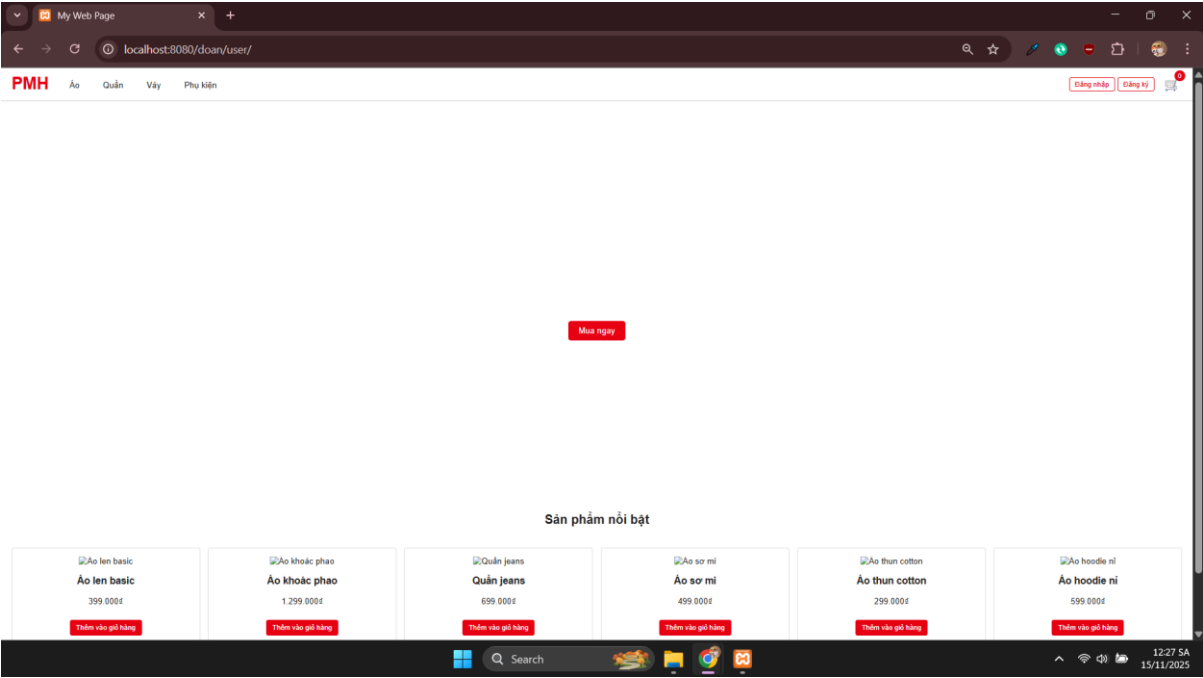 My Web Page
localhost:8080/doan/user/
PMH Áo Quần Váy Phụ kiện Đăng nhập Đăng ký 0
Mua ngay
Sản phẩm nổi bật
Áo len basic Áo khoác phao Quần jeans Áo sơ mi Áo thun cotton Áo hoodie nỉ
Áo len basic Áo khoác phao Quần jeans Áo sơ mi Áo thun cotton Áo hoodie nỉ
399.000₫ 1.299.000₫ 699.000₫ 499.000₫ 299.000₫ 599.000₫
Thêm vào giỏ hàng Thêm vào giỏ hàng Thêm vào giỏ hàng Thêm vào giỏ hàng Thêm vào giỏ hàng Thêm vào giỏ hàng
Search 12:27 SA
15/11/2025